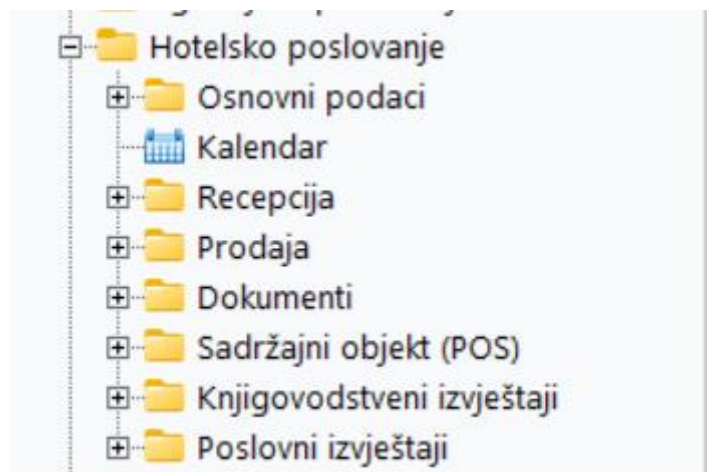 Hotelsko poslovanje
Osnovni podaci
Kalendar
Recepcija
Prodaja
Dokumenti
Sadržajni objekt (POS)
Knjigovodstveni izvještaji
Poslovni izvještaji